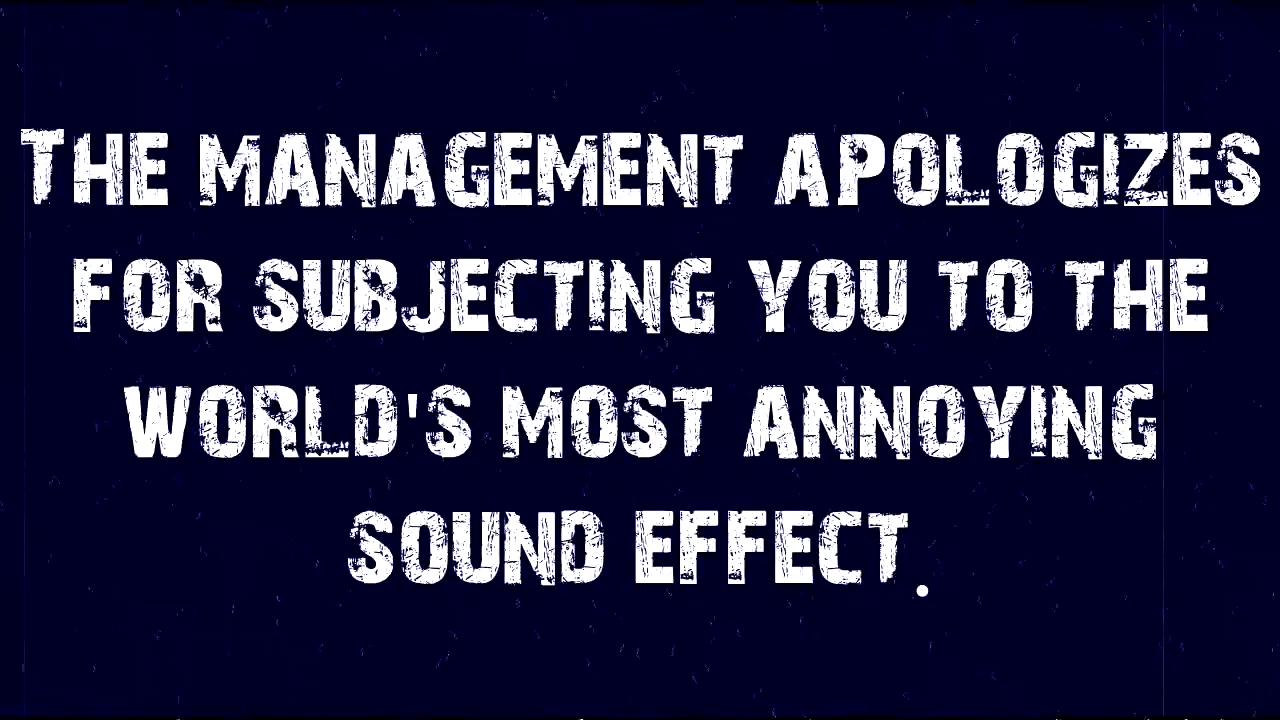 THE MANAGEMENT APOLOGIZES
FOR SUBJECTING YOU TO THE
WORLD'S MOST ANNOYING
SOUND EFFECT.